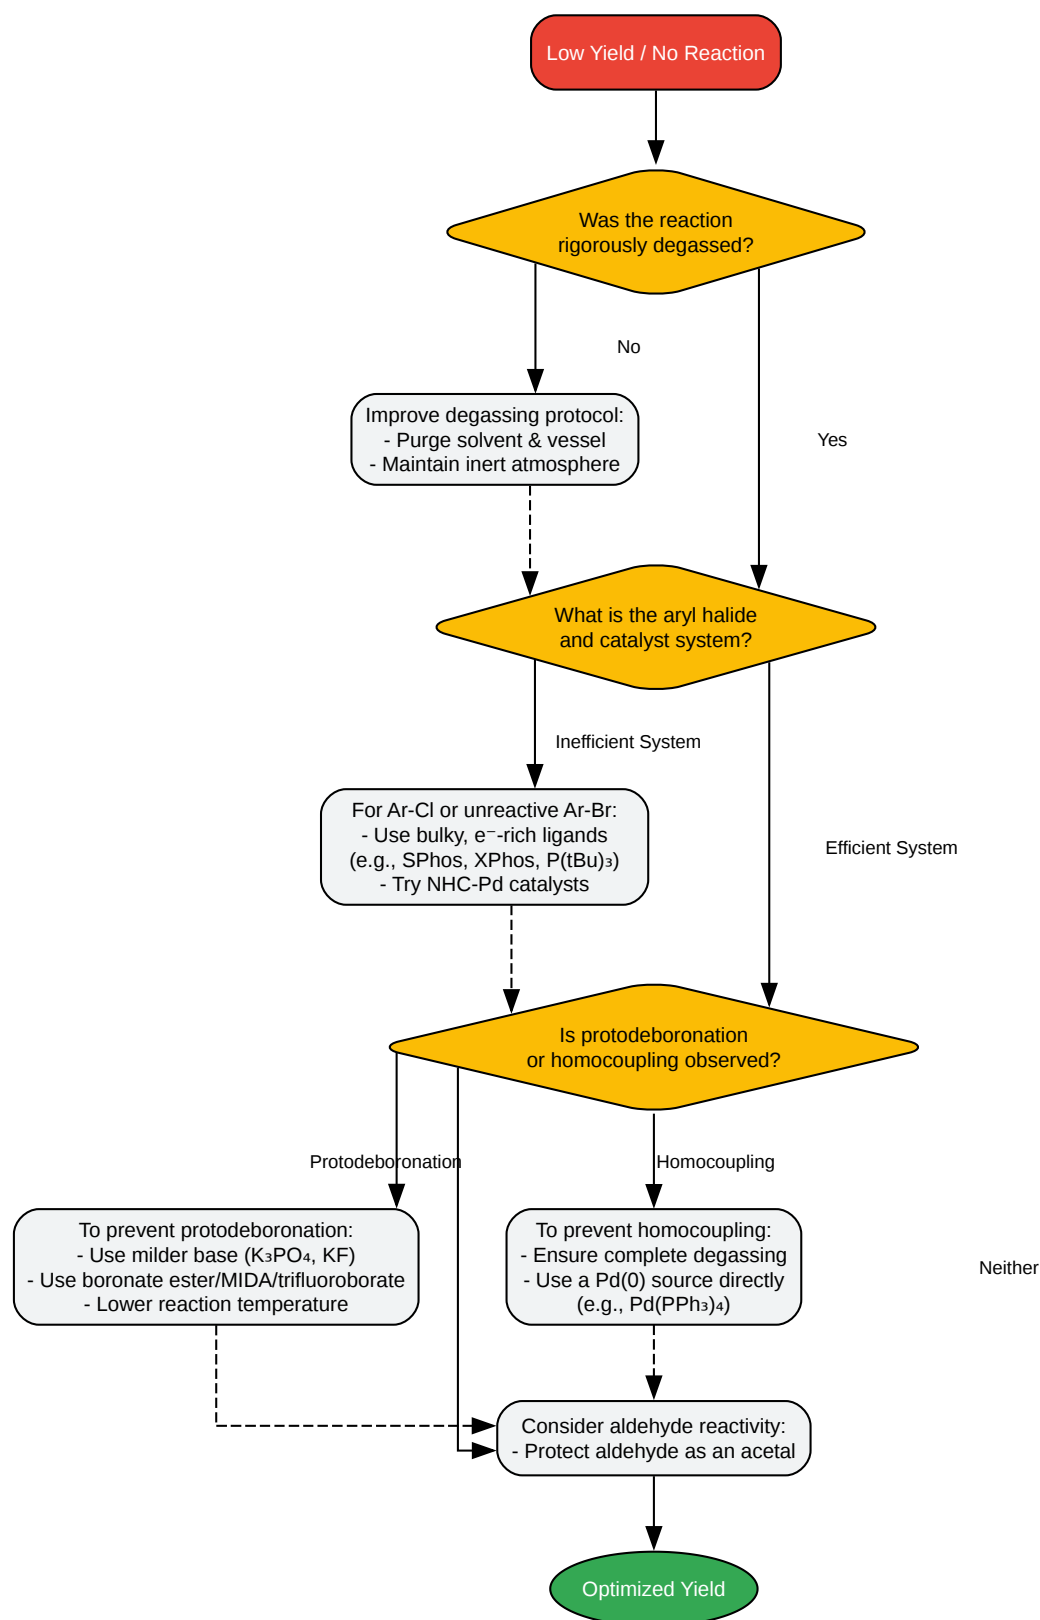 Low Yield / No Reaction
Was the reaction
rigorously degassed?
No
Improve degassing protocol:
- Purge solvent & vessel
- Maintain inert atmosphere
Yes
What is the aryl halide
and catalyst system?
Inefficient System
For Ar-Cl or unreactive Ar-Br:
- Use bulky, e⁻-rich ligands
(e.g., SPhos, XPhos, P(tBu)₃)
- Try NHC-Pd catalysts
Efficient System
Is protodeboronation
or homocoupling observed?
Protodeboronation
Homocoupling
To prevent protodeboronation:
- Use milder base (K₃PO₄, KF)
- Use boronate ester/MIDA/trifluoroborate
- Lower reaction temperature
To prevent homocoupling:
- Ensure complete degassing
- Use a Pd(0) source directly
(e.g., Pd(PPh₃)₄)
Neither
Consider aldehyde reactivity:
- Protect aldehyde as an acetal
Optimized Yield